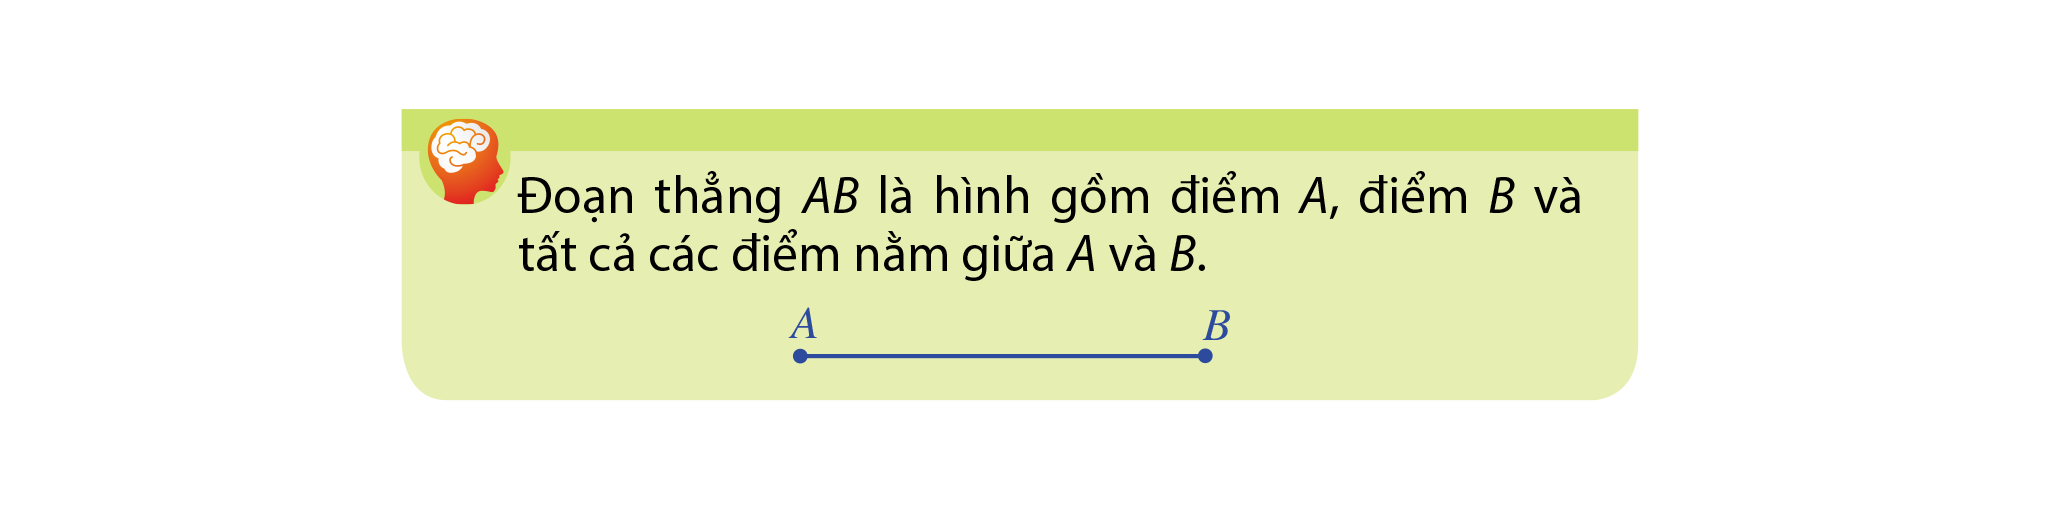 Đoạn thẳng AB là hình gồm điểm A, điểm B và
tất cả các điểm nằm giữa A và B.
A B